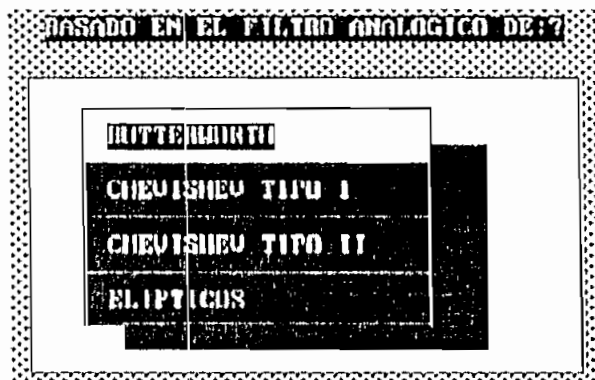 BASADO EN EL FILTRO ANALOGICO DE:?
BUTTERWORTH
CHEVISHEV TIPO I
CHEVISHEV TIPO II
ELIPTICOS